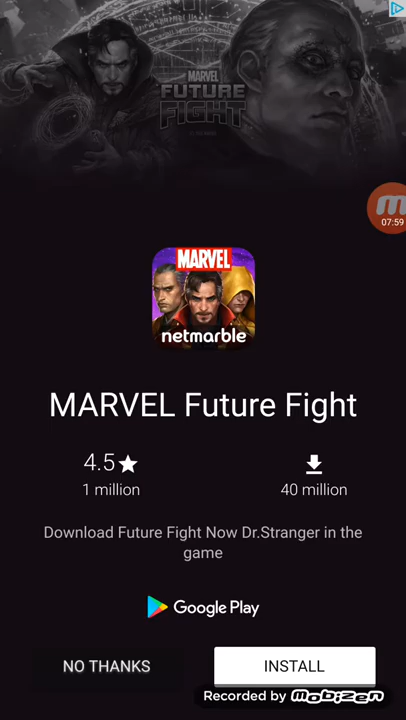 MARVEL
FUTURE
FIGHT
07:59
MARVEL
netmarble
MARVEL Future Fight
4.5
1 million
40 million
Download Future Fight Now Dr.Stranger in the
game
Google Play
NO THANKS
INSTALL
Recorded by mobizen